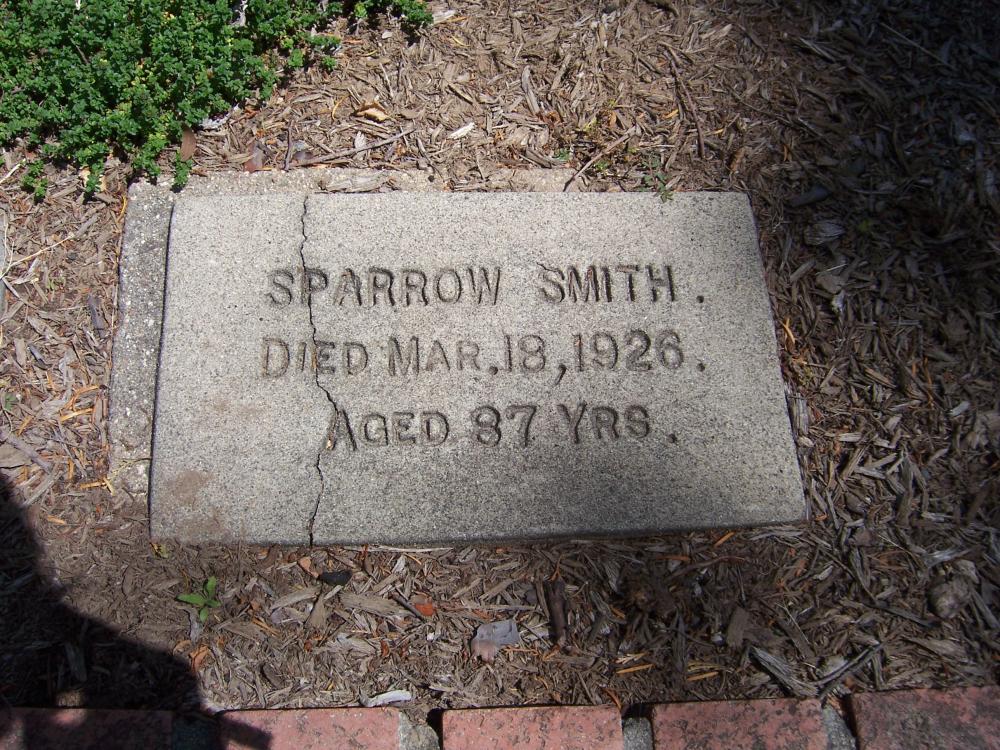 SPARROW SMITH.
DIED MAR. 18, 1926.
AGED 87 YRS.